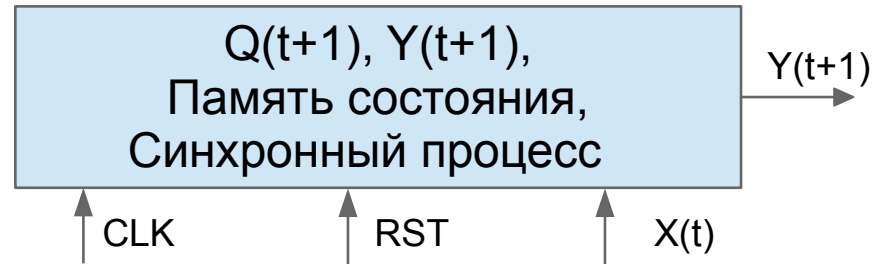 Q(t+1), Y(t+1),
Память состояния,
Синхронный процесс
Y(t+1)
CLK
RST
X(t)